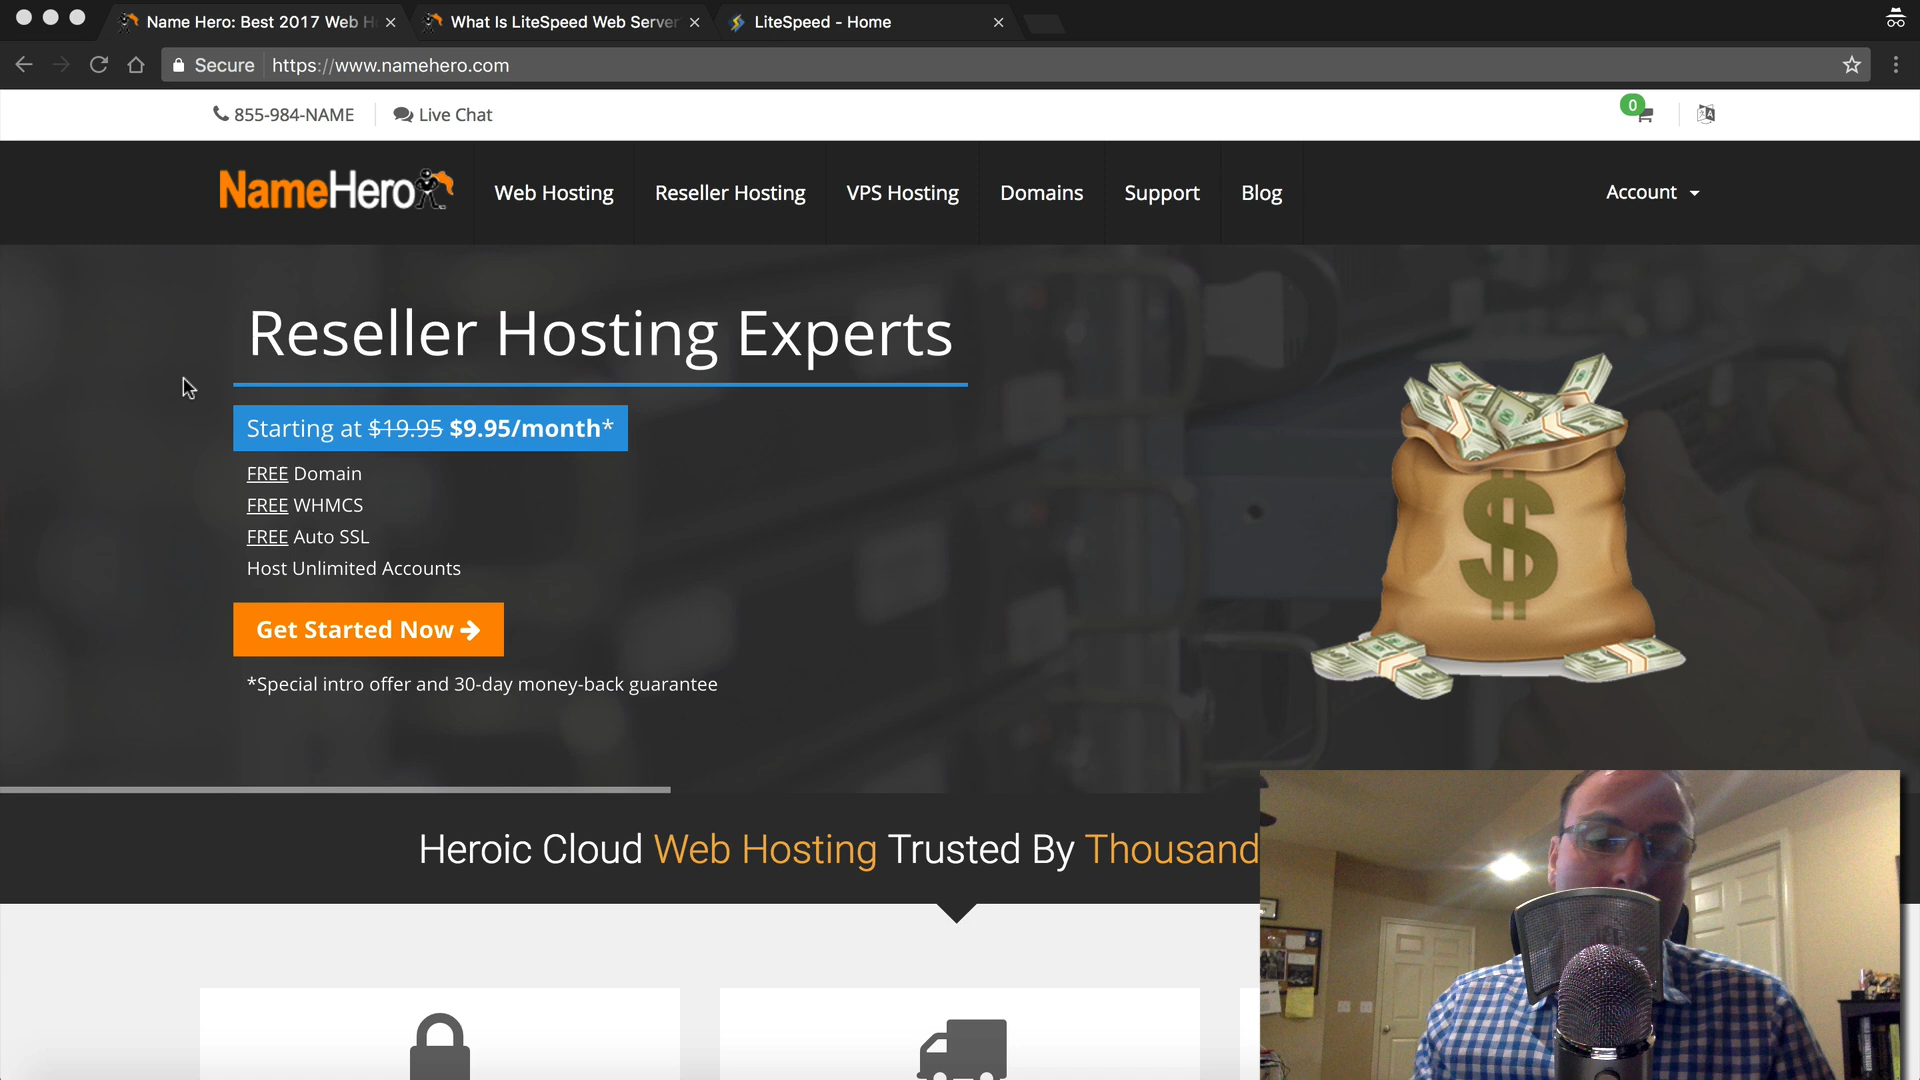 Name Hero: Best 2017 Web H
What Is LiteSpeed Web Server
LiteSpeed - Home
Secure
https://www.namehero.com
855-984-NAME
Live Chat
0
NameHero
Web Hosting
Reseller Hosting
VPS Hosting
Domains
Support
Blog
Account
Reseller Hosting Experts
Starting at $19.95 $9.95/month*
FREE Domain
FREE WHMCS
FREE Auto SSL
Host Unlimited Accounts
Get Started Now
*Special intro offer and 30-day money-back guarantee
$
Heroic Cloud Web Hosting Trusted By Thousand